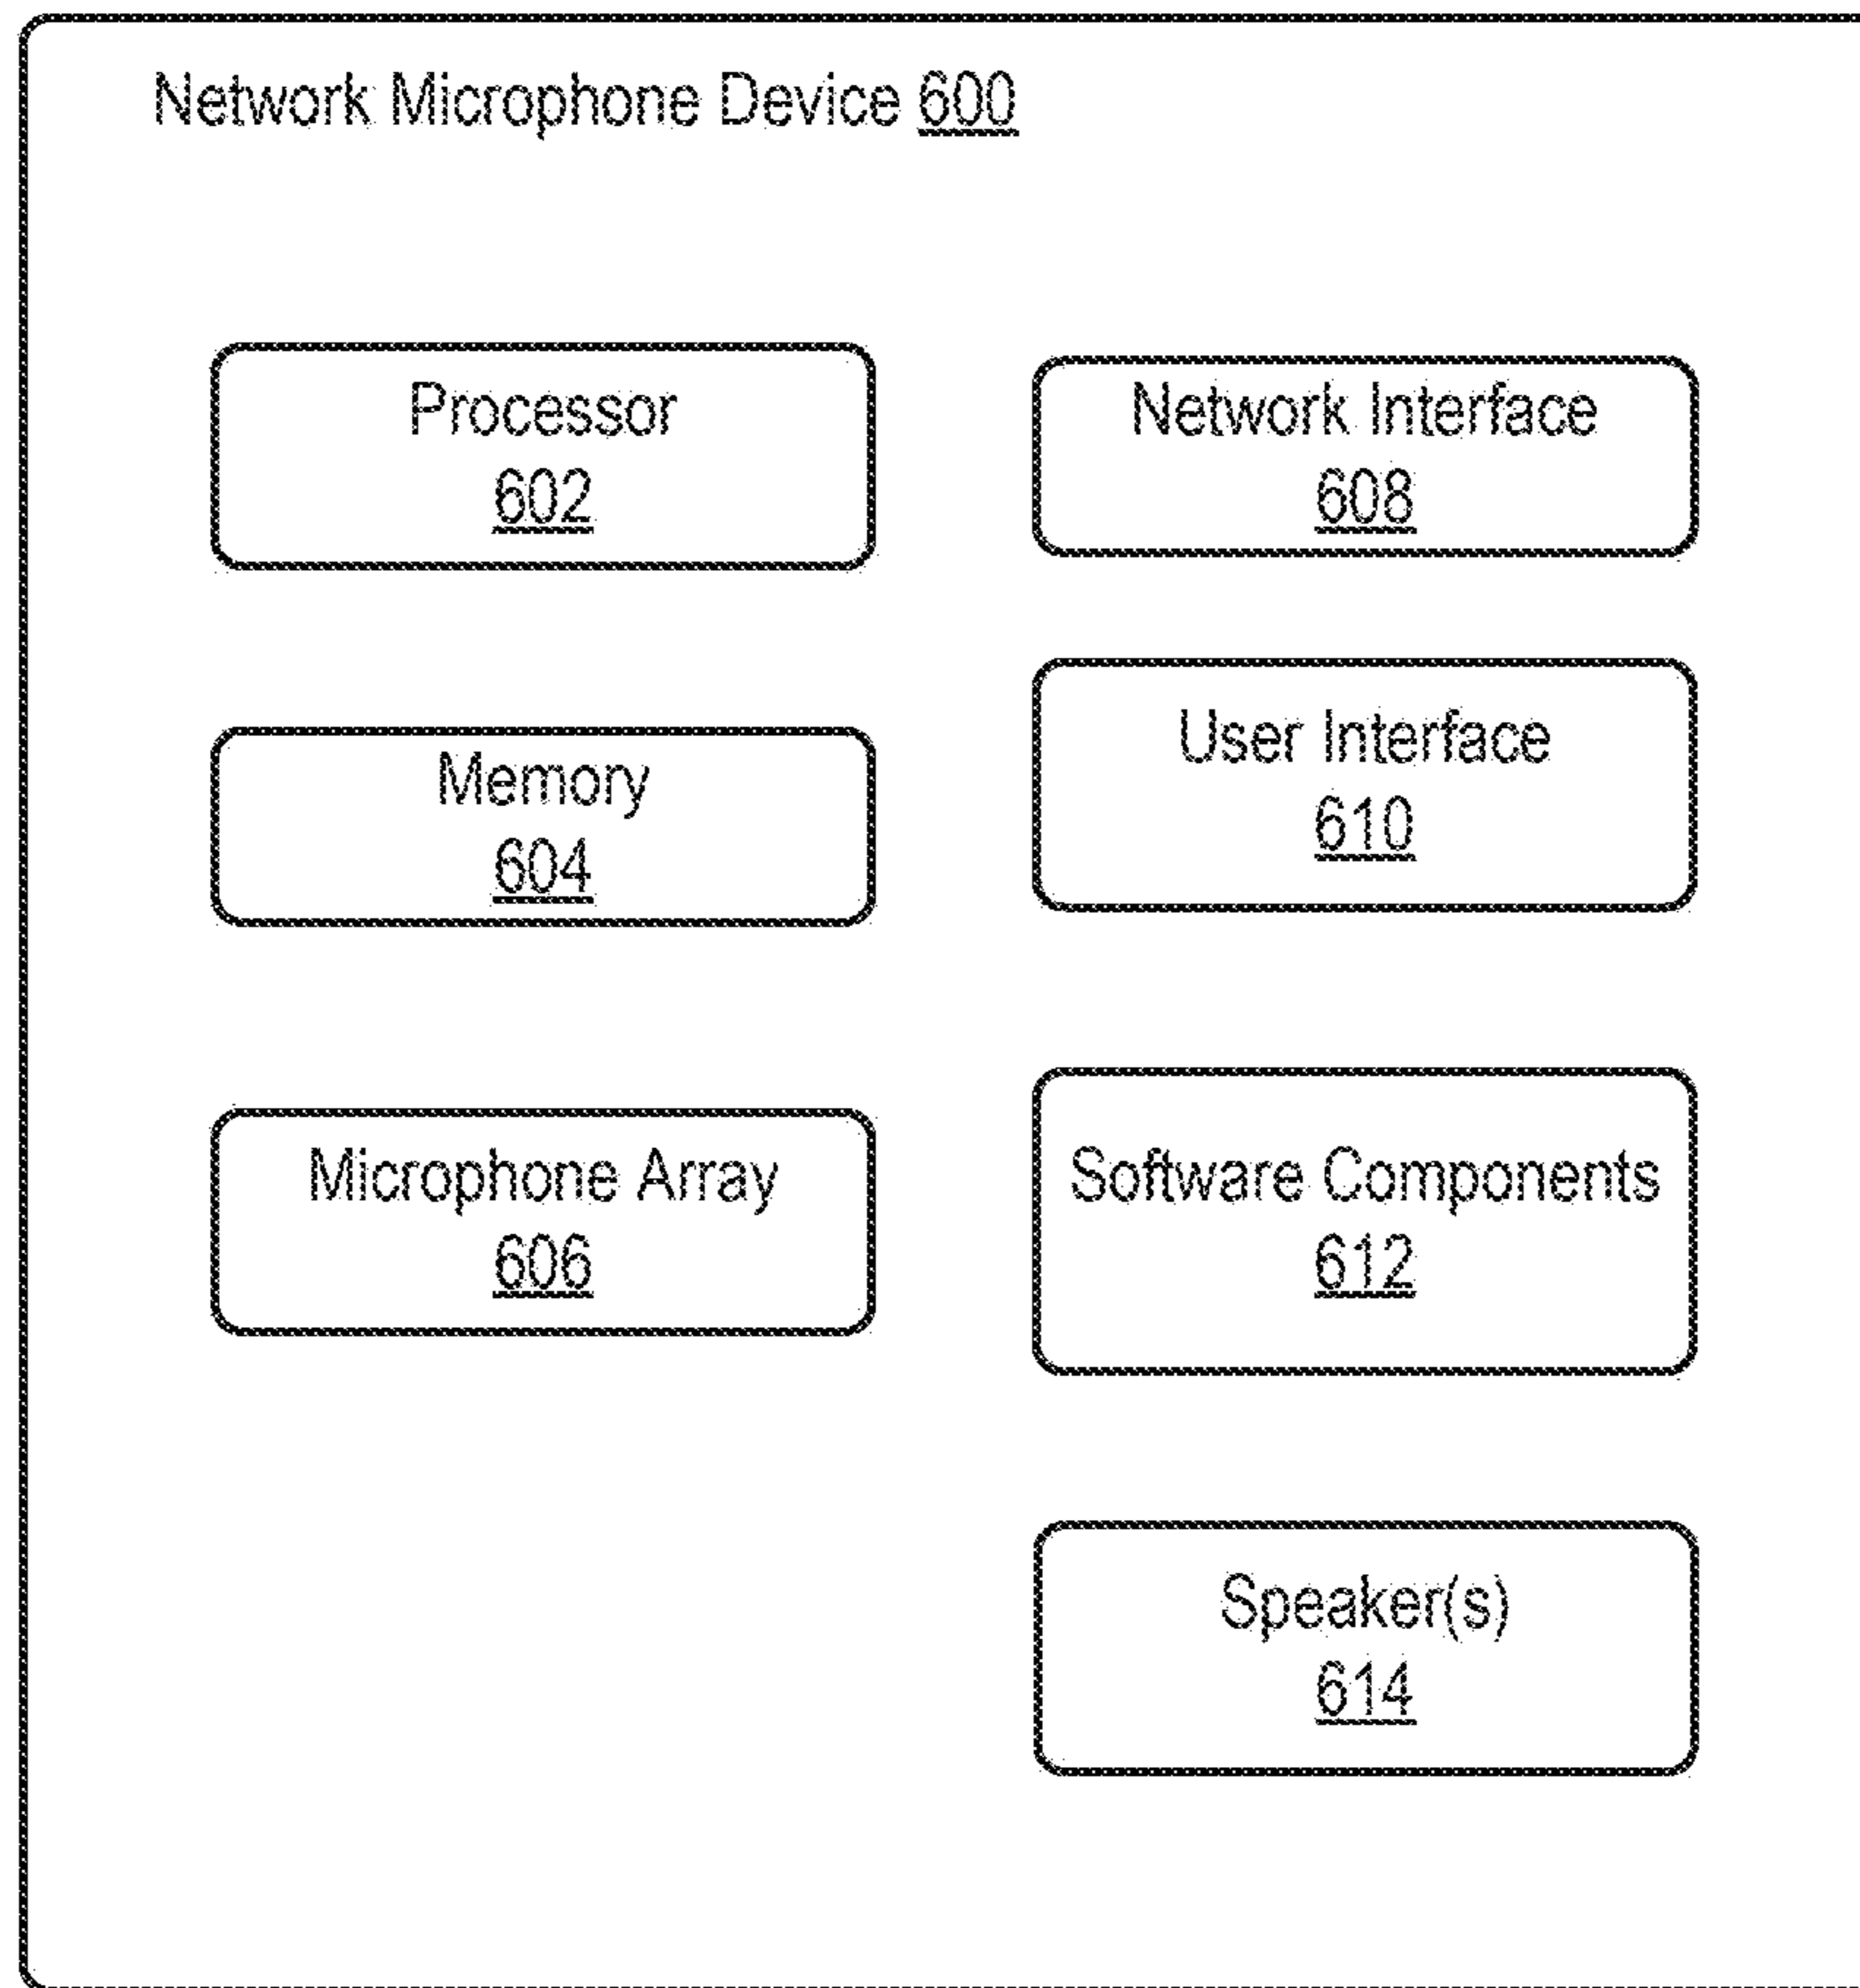 Network Microphone Device 600
Processor
602
Memory
604
Microphone Array
606
Network Interface
608
User Interface
610
Software Components
612
Speaker(s)
614